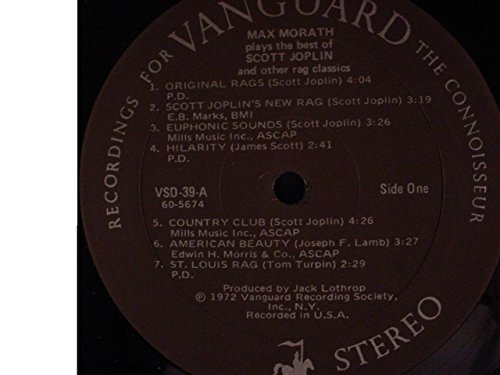 RECORDINGS FOR VANGUARD THE CONNOISSEUR
MAX MORATH
plays the best of
SCOTT JOPLIN
and other rag classics
1. ORIGINAL RAGS (Scott Joplin) 4:04
P.D.
2. SCOTT JOPLIN'S NEW RAG (Scott Joplin) 3:19
E.B. Marks, BMI
3. EUPHONIC SOUNDS (Scott Joplin) 3:26
Mills Music Inc., ASCAP
4. HILARITY (James Scott) 2:41
P.D.
VSD-39-A
60-5674
Side One
5. COUNTRY CLUB (Scott Joplin) 4:26
Mills Music Inc., ASCAP
6. AMERICAN BEAUTY (Joseph F. Lamb) 3:27
Edwin H. Morris & Co., ASCAP
7. ST. LOUIS RAG (Tom Turpin) 2:29
P.D.
Produced by Jack Lothrop
℗ © 1972 Vanguard Recording Society,
Inc., N.Y.
Recorded in U.S.A.
STEREO